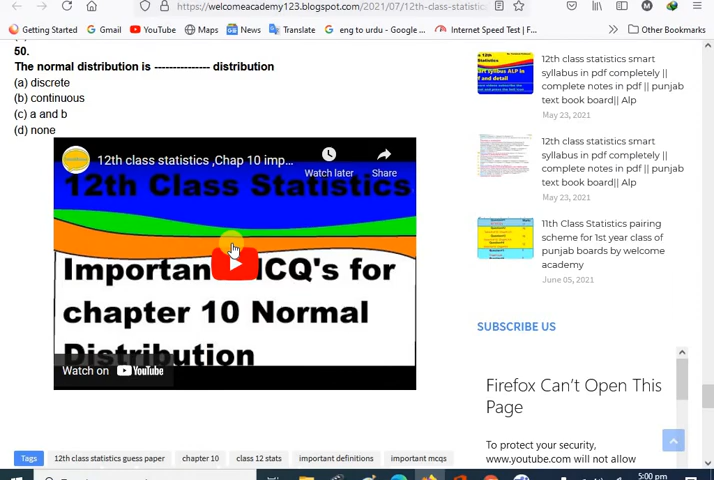 https://welcomeacademy123.blogspot.com/2021/07/12th-class-statistic
Getting Started
Gmail
YouTube
Maps
News
Translate
eng to urdu - Google...
Internet Speed Test | F...
Other Bookmarks
50.
The normal distribution is --------------- distribution
(a) discrete
(b) continuous
(c) a and b
(d) none
12th class statistics ,Chap 10 imp...
Watch later
Share
12th Class Statistics
Important MCQ's for
chapter 10 Normal
Distribution
Watch on YouTube
12th class statistics smart
syllabus in pdf completely ||
complete notes in pdf || punjab
text book board|| Alp
May 23, 2021
12th class statistics smart
syllabus in pdf completely ||
complete notes in pdf || punjab
text book board|| Alp
May 23, 2021
11th Class Statistics pairing
scheme for 1st year class of
punjab boards by welcome
academy
June 05, 2021
SUBSCRIBE US
Firefox Can't Open This
Page
To protect your security,
www.youtube.com will not allow
Tags
12th class statistics guess paper
chapter 10
class 12 stats
important definitions
important mcqs
5:00 pm